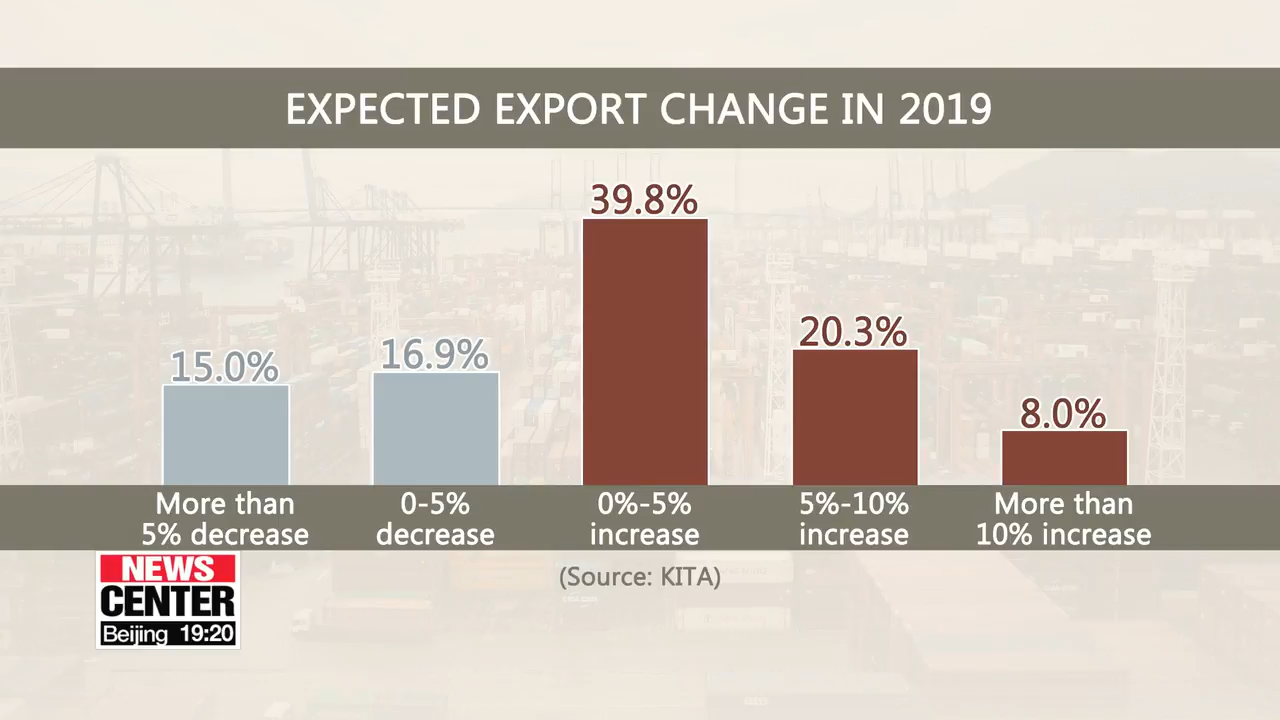 EXPECTED EXPORT CHANGE IN 2019
15.0%
16.9%
39.8%
20.3%
8.0%
More than
5% decrease
0-5%
decrease
0%-5%
increase
5%-10%
increase
More than
10% increase
(Source: KITA)
NEWS
CENTER
Beijing 19:20